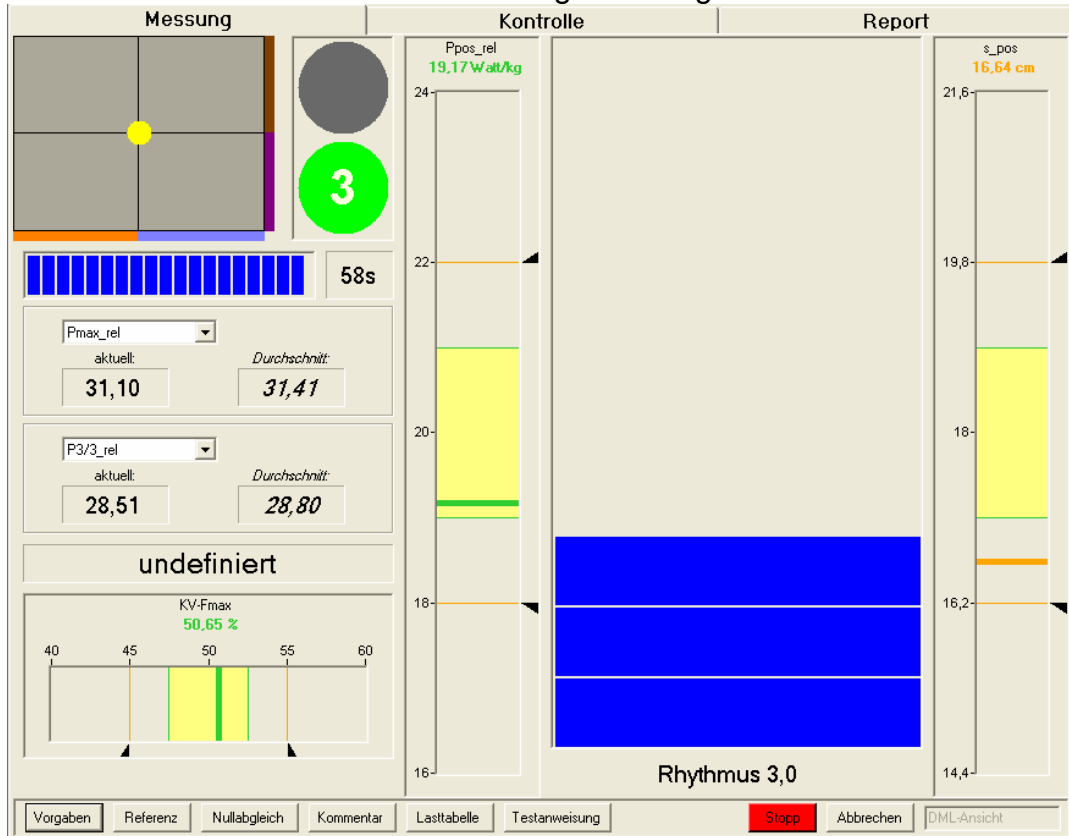 Messung Kontrolle Report
3
58s
Pmax_rel
aktuell: Durchschnitt:
31,10 31,41
P3/3_rel
aktuell: Durchschnitt:
28,51 28,80
undefiniert
KV-Fmax
50,65 %
40 45 50 55 60
Ppos_rel
19,17 Watt/kg
24
22
20
18
16
Rhythmus 3,0
s_pos
16,64 cm
21,6
19,8
18
16,2
14,4
Vorgaben Referenz Nullabgleich Kommentar Lasttabelle Testanweisung Stopp Abbrechen DML-Ansicht